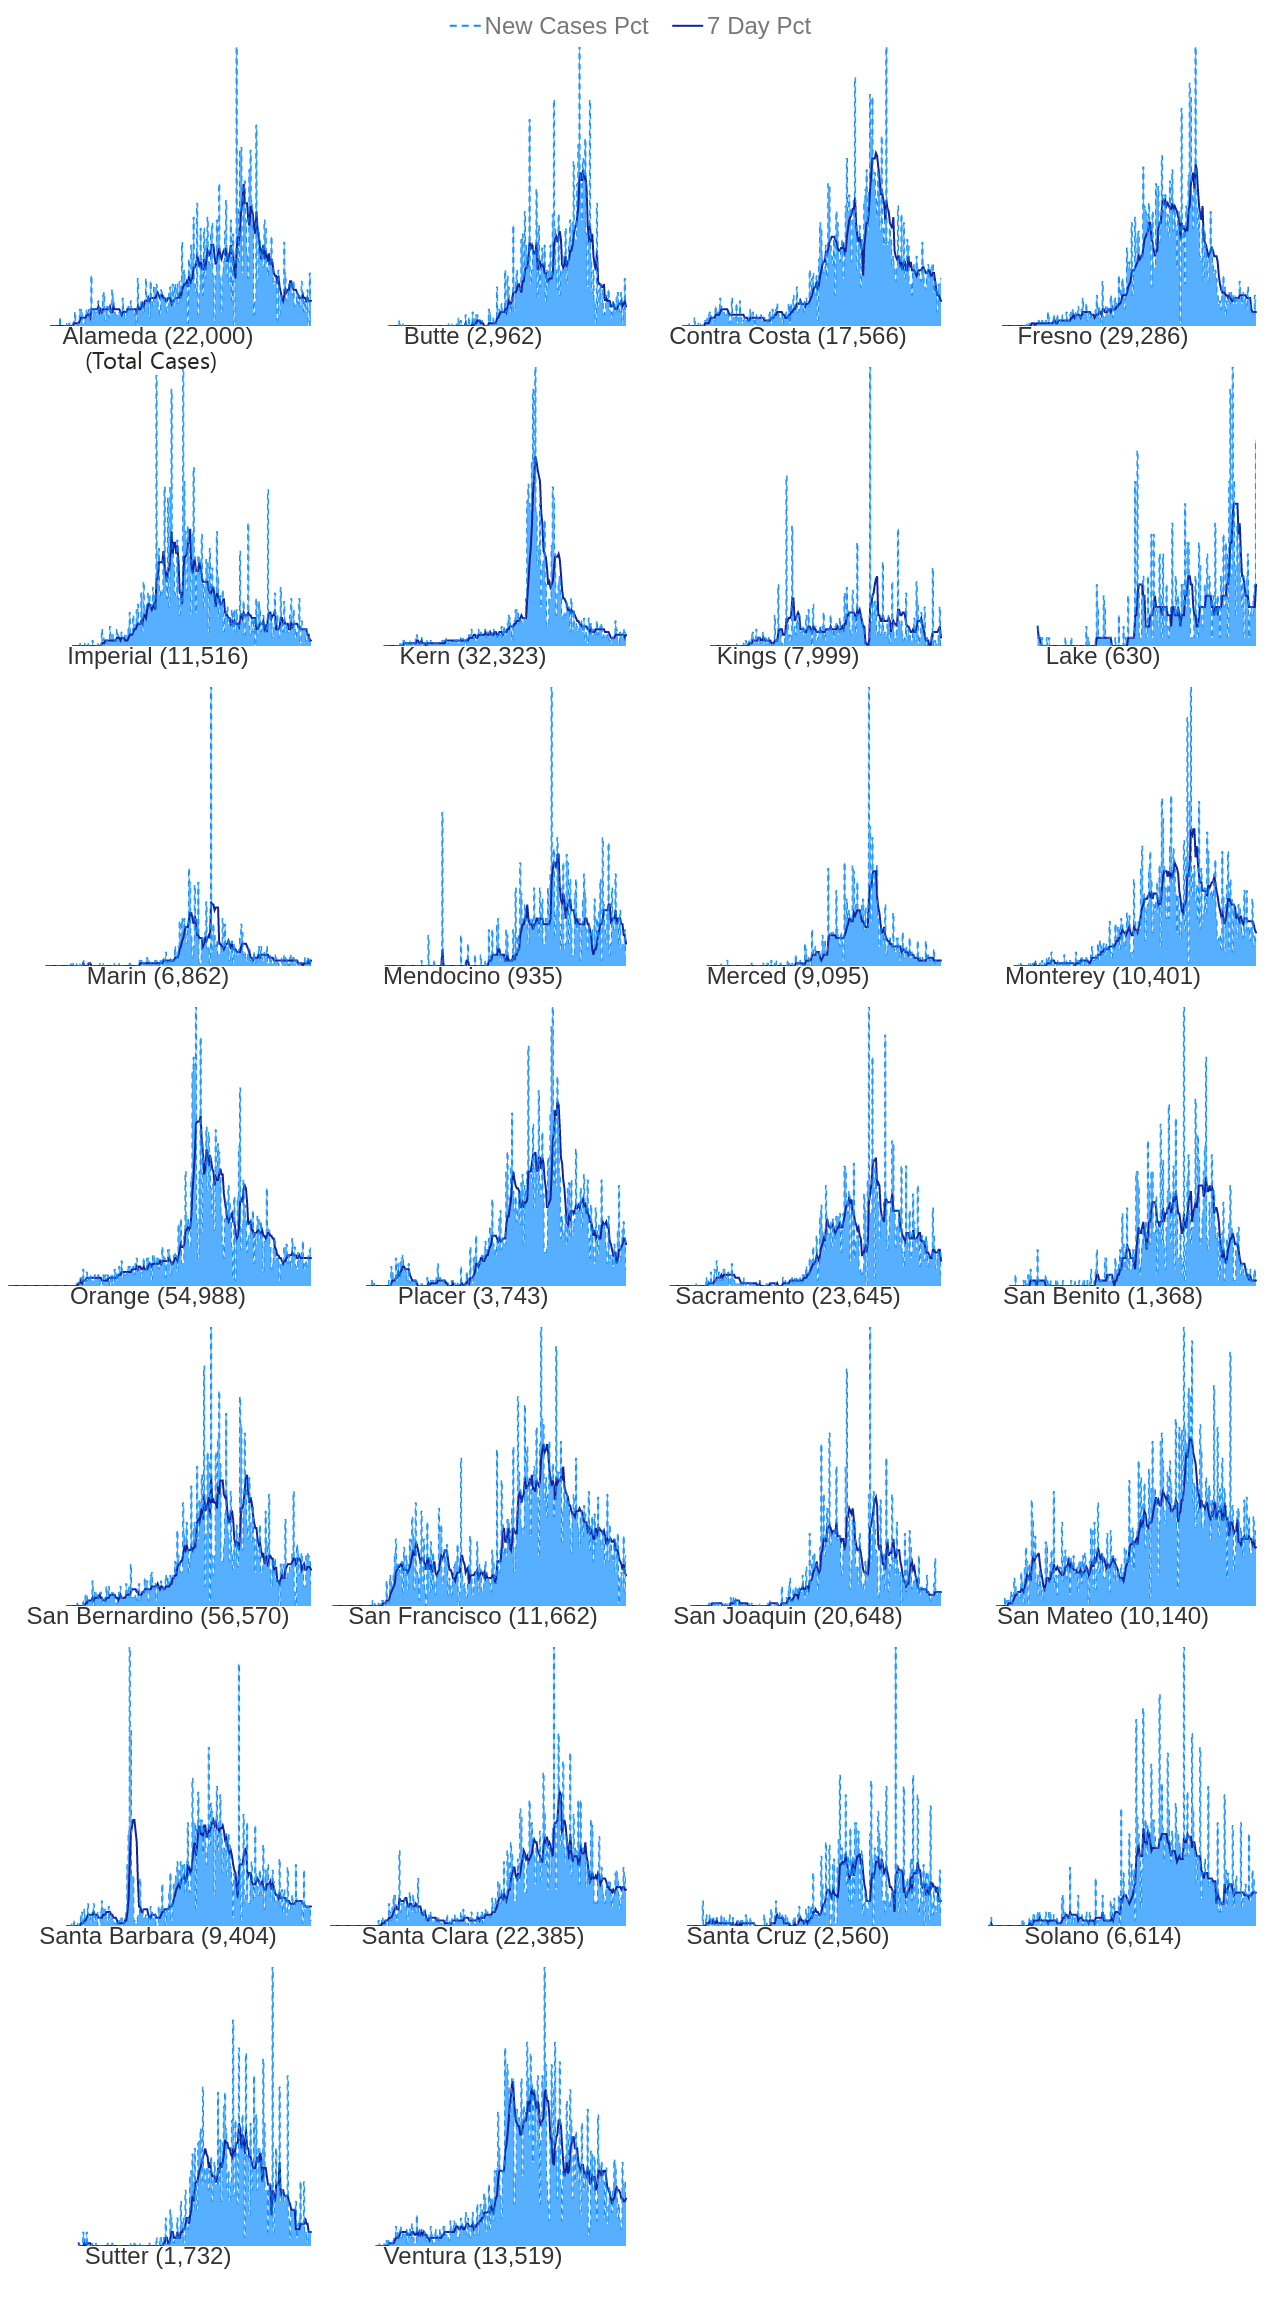 New Cases Pct 7 Day Pct
Alameda (22,000) Butte (2,962) Contra Costa (17,566) Fresno (29,286)
(Total Cases)
Imperial (11,516) Kern (32,323) Kings (7,999) Lake (630)
Marin (6,862) Mendocino (935) Merced (9,095) Monterey (10,401)
Orange (54,988) Placer (3,743) Sacramento (23,645) San Benito (1,368)
San Bernardino (56,570) San Francisco (11,662) San Joaquin (20,648) San Mateo (10,140)
Santa Barbara (9,404) Santa Clara (22,385) Santa Cruz (2,560) Solano (6,614)
Sutter (1,732) Ventura (13,519)